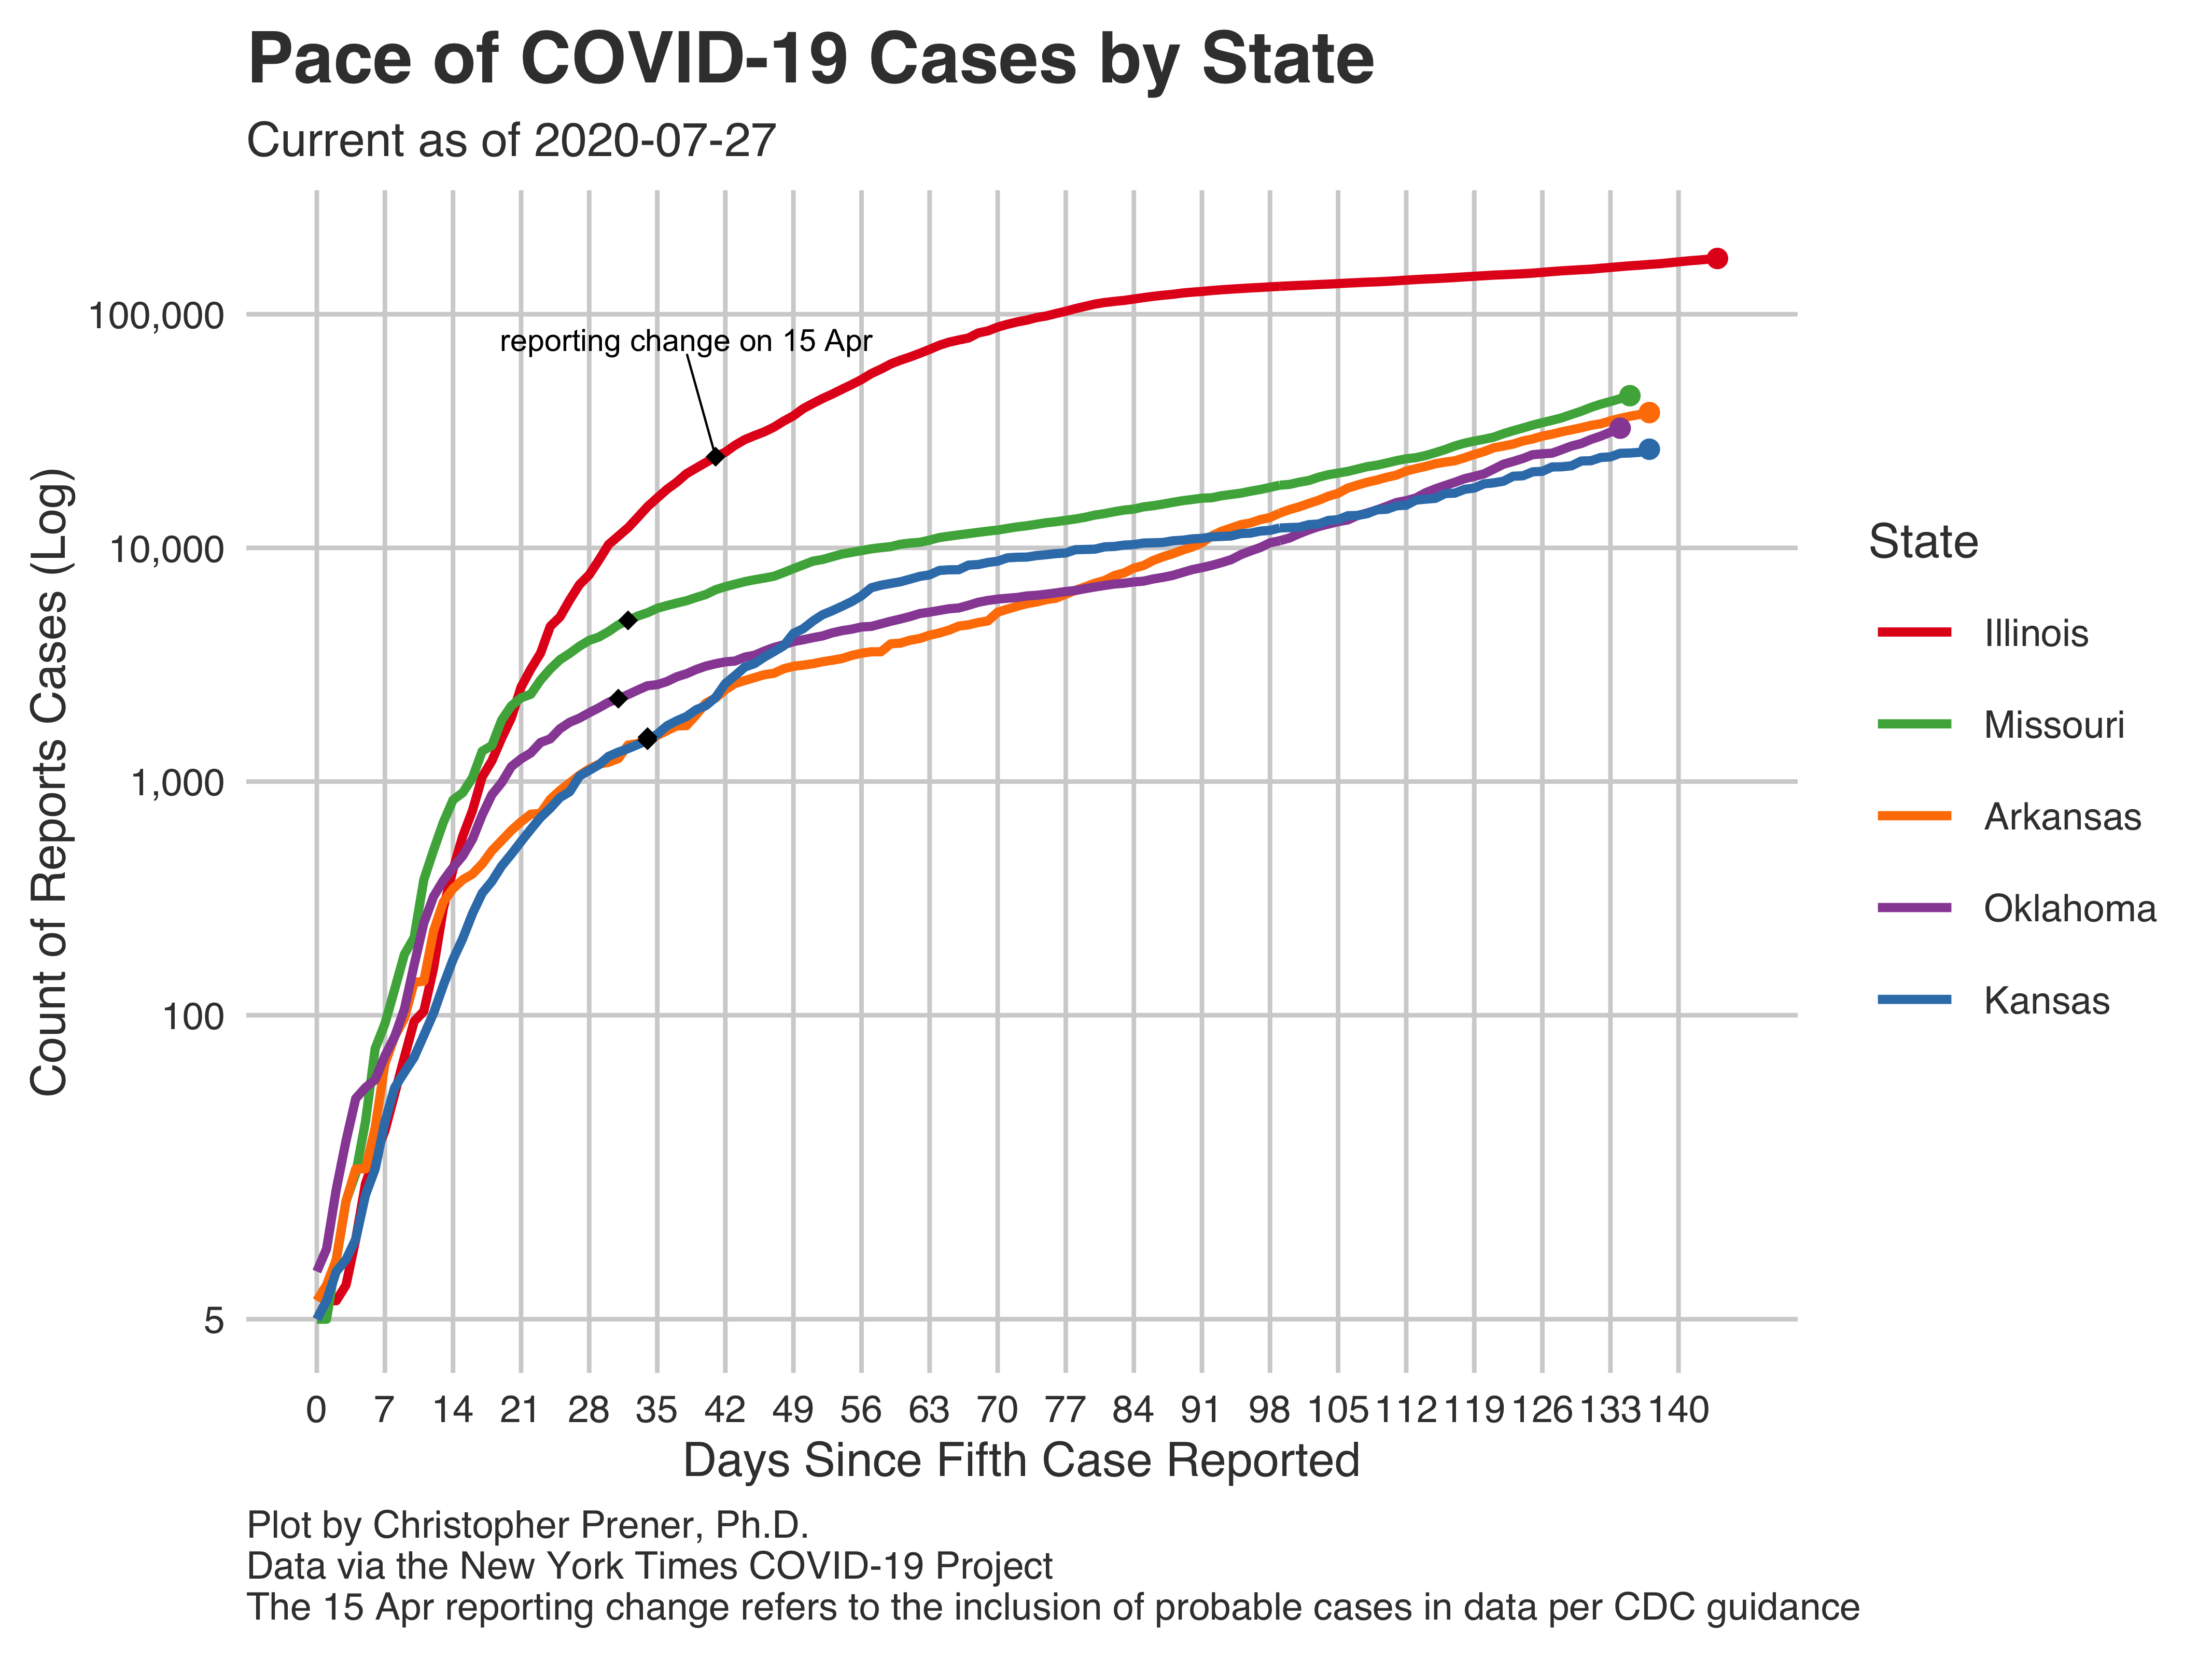 Pace of COVID-19 Cases by State
Current as of 2020-07-27
Count of Reports Cases (Log)
100,000
10,000
1,000
100
5
reporting change on 15 Apr
0 7 14 21 28 35 42 49 56 63 70 77 84 91 98 105 112 119 126 133 140
Days Since Fifth Case Reported
State
Illinois
Missouri
Arkansas
Oklahoma
Kansas
Plot by Christopher Prener, Ph.D.
Data via the New York Times COVID-19 Project
The 15 Apr reporting change refers to the inclusion of probable cases in data per CDC guidance